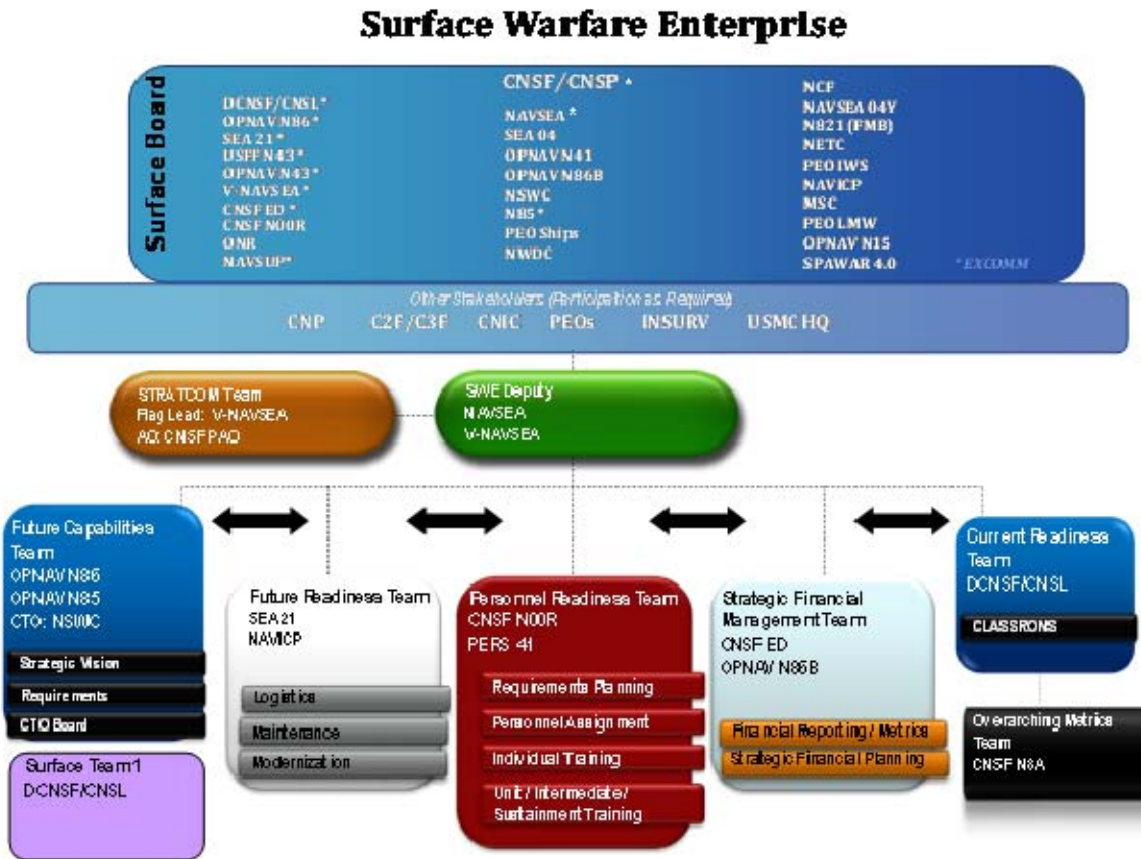 Surface Warfare Enterprise
Surface Board
DCNSF/CNSL*
OPNAV N86*
SEA 21*
USFF N43*
OPNAV N43*
V-NAVSEA*
CNSF ED *
CNSF N00R
ONR
NAVSUP*
CNSF/CNSP *
NAVSEA *
SEA 04
OPNAV N41
OPNAV N86B
NSWC
N85*
PEO Ships
NWDC
NCF
NAVSEA 04V
N821 (FMB)
NETC
PEO IWS
NAVICP
MSC
PEO LMW
OPNAV N15
SPAWAR 4.0
*EXCOMM
Other Stakeholders (Participation as Required)
CNP C2F/C3F CNIC PEOs INSURV USMC HQ
STRATCOM Team
Flag Lead: V-NAVSEA
AO: CNSF PAO
SWE Deputy
NAVSEA
V-NAVSEA
Future Capabilities
Team
OPNAV N86
OPNAV N85
CTO: NSWC
Strategic Vision
Requirements
CTO Board
Surface Team 1
DCNSF/CNSL
Future Readiness Team
SEA 21
NAVICP
Logistics
Maintenance
Modernization
Personnel Readiness Team
CNSF N00R
PERS 41
Requirements Planning
Personnel Assignment
Individual Training
Unit / Intermediate /
Sustainment Training
Strategic Financial
Management Team
CNSF ED
OPNAV N86B
Financial Reporting / Metrics
Strategic Financial Planning
Current Readiness
Team
DCNSF/CNSL
CLASSRONS
Overarching Metrics
Team
CNSF N8A